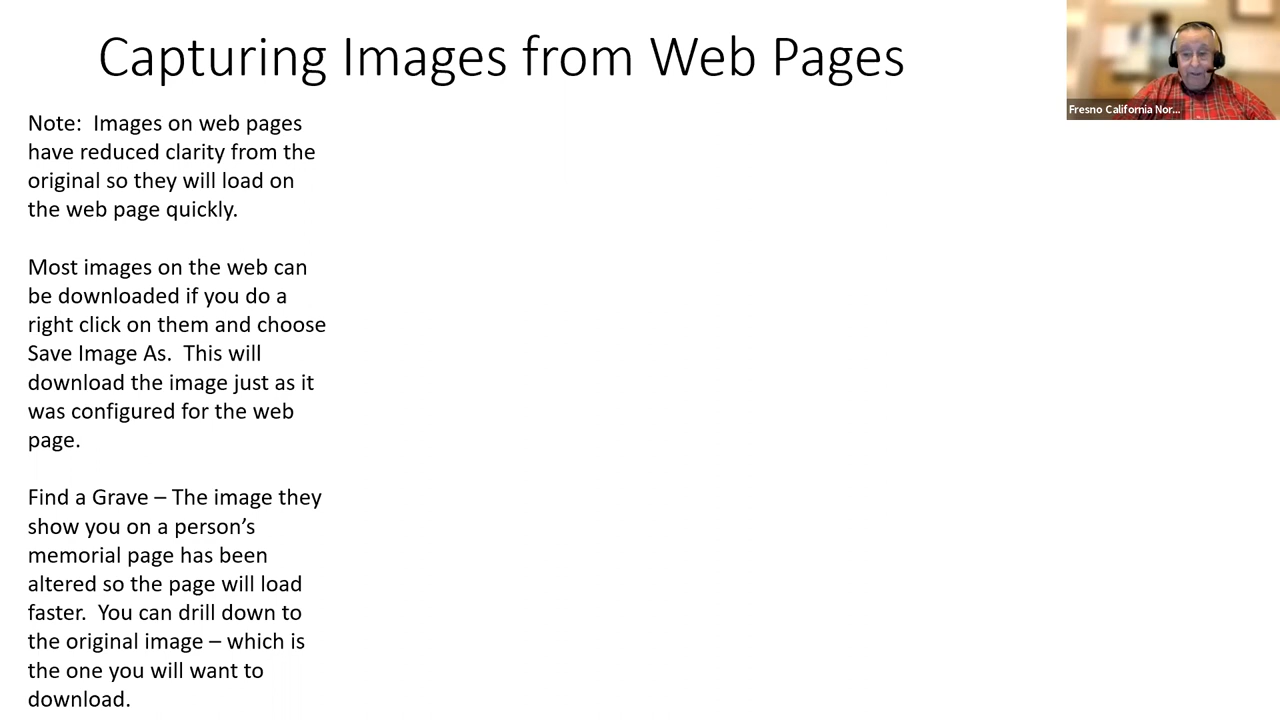 Capturing Images from Web Pages
Fresno California Nor...
Note:  Images on web pages
have reduced clarity from the
original so they will load on
the web page quickly.
Most images on the web can
be downloaded if you do a
right click on them and choose
Save Image As.  This will
download the image just as it
was configured for the web
page.
Find a Grave – The image they
show you on a person’s
memorial page has been
altered so the page will load
faster.  You can drill down to
the original image – which is
the one you will want to
download.